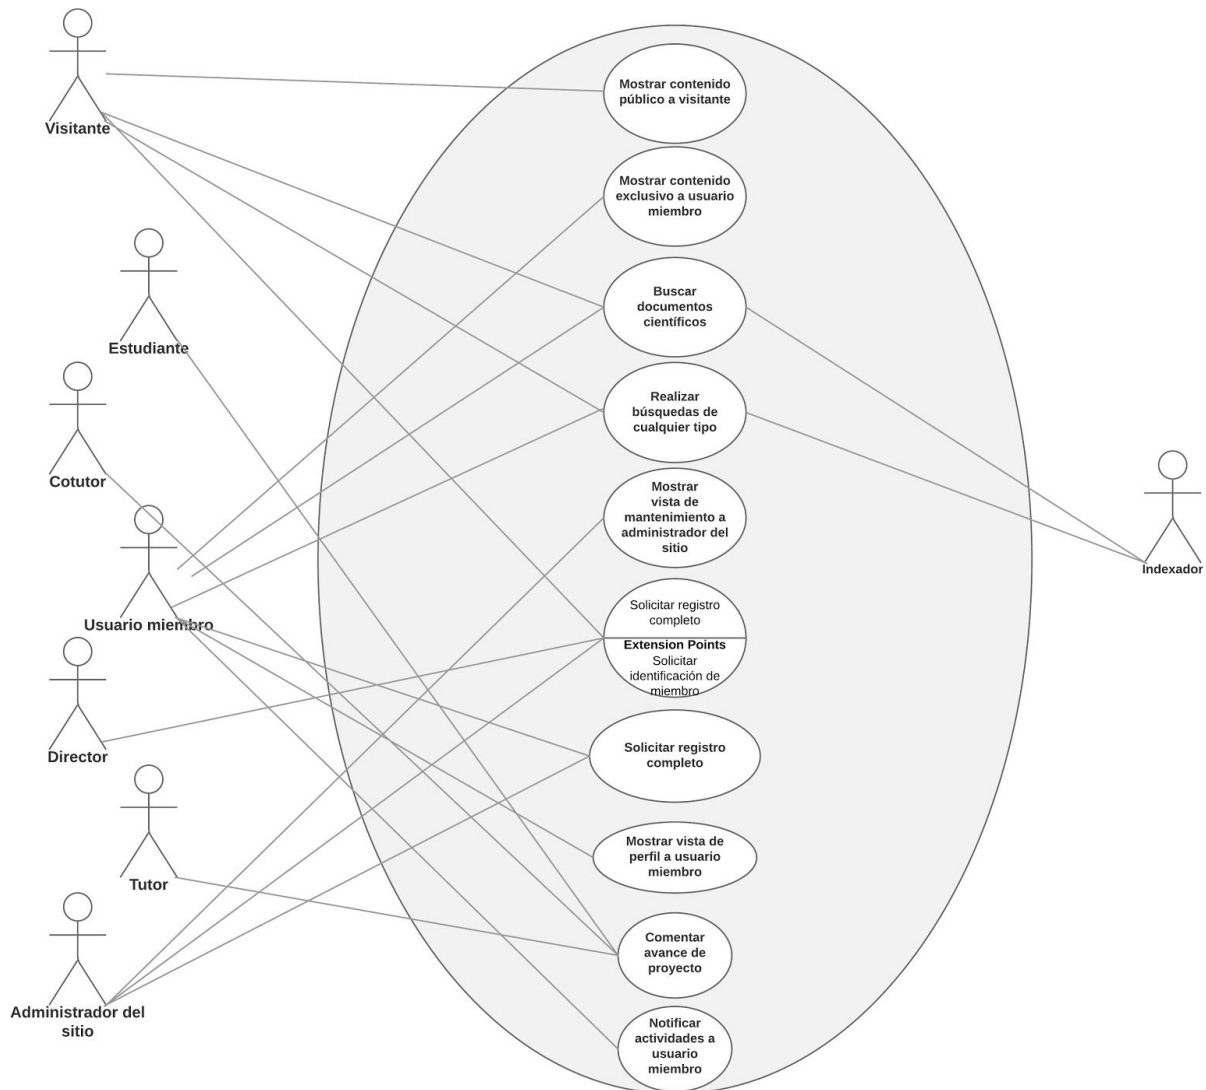 Visitante
Estudiante
Cotutor
Usuario miembro
Director
Tutor
Administrador del
sitio
Mostrar contenido
público a visitante
Mostrar contenido
exclusivo a usuario
miembro
Buscar
documentos
científicos
Realizar
búsquedas de
cualquier tipo
Mostrar
vista de
mantenimiento a
administrador del
sitio
Solicitar registro
completo
Extension Points
Solicitar
identificación de
miembro
Solicitar registro
completo
Mostrar vista de
perfil a usuario
miembro
Comentar
avance de
proyecto
Notificar
actividades a
usuario
miembro
Indexador